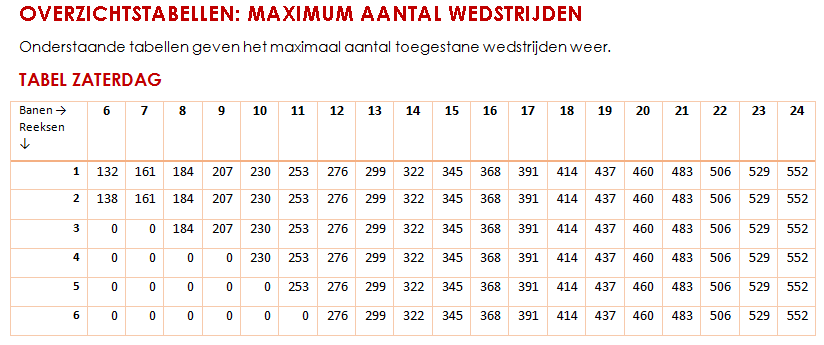 OVERZICHTSTABELLEN: MAXIMUM AANTAL WEDSTRIJDEN
Onderstaande tabellen geven het maximaal aantal toegestane wedstrijden weer.
TABEL ZATERDAG
Banen → 6 7 8 9 10 11 12 13 14 15 16 17 18 19 20 21 22 23 24
Reeksen
↓
1 132 161 184 207 230 253 276 299 322 345 368 391 414 437 460 483 506 529 552
2 138 161 184 207 230 253 276 299 322 345 368 391 414 437 460 483 506 529 552
3 0 0 184 207 230 253 276 299 322 345 368 391 414 437 460 483 506 529 552
4 0 0 0 0 230 253 276 299 322 345 368 391 414 437 460 483 506 529 552
5 0 0 0 0 0 253 276 299 322 345 368 391 414 437 460 483 506 529 552
6 0 0 0 0 0 0 276 299 322 345 368 391 414 437 460 483 506 529 552